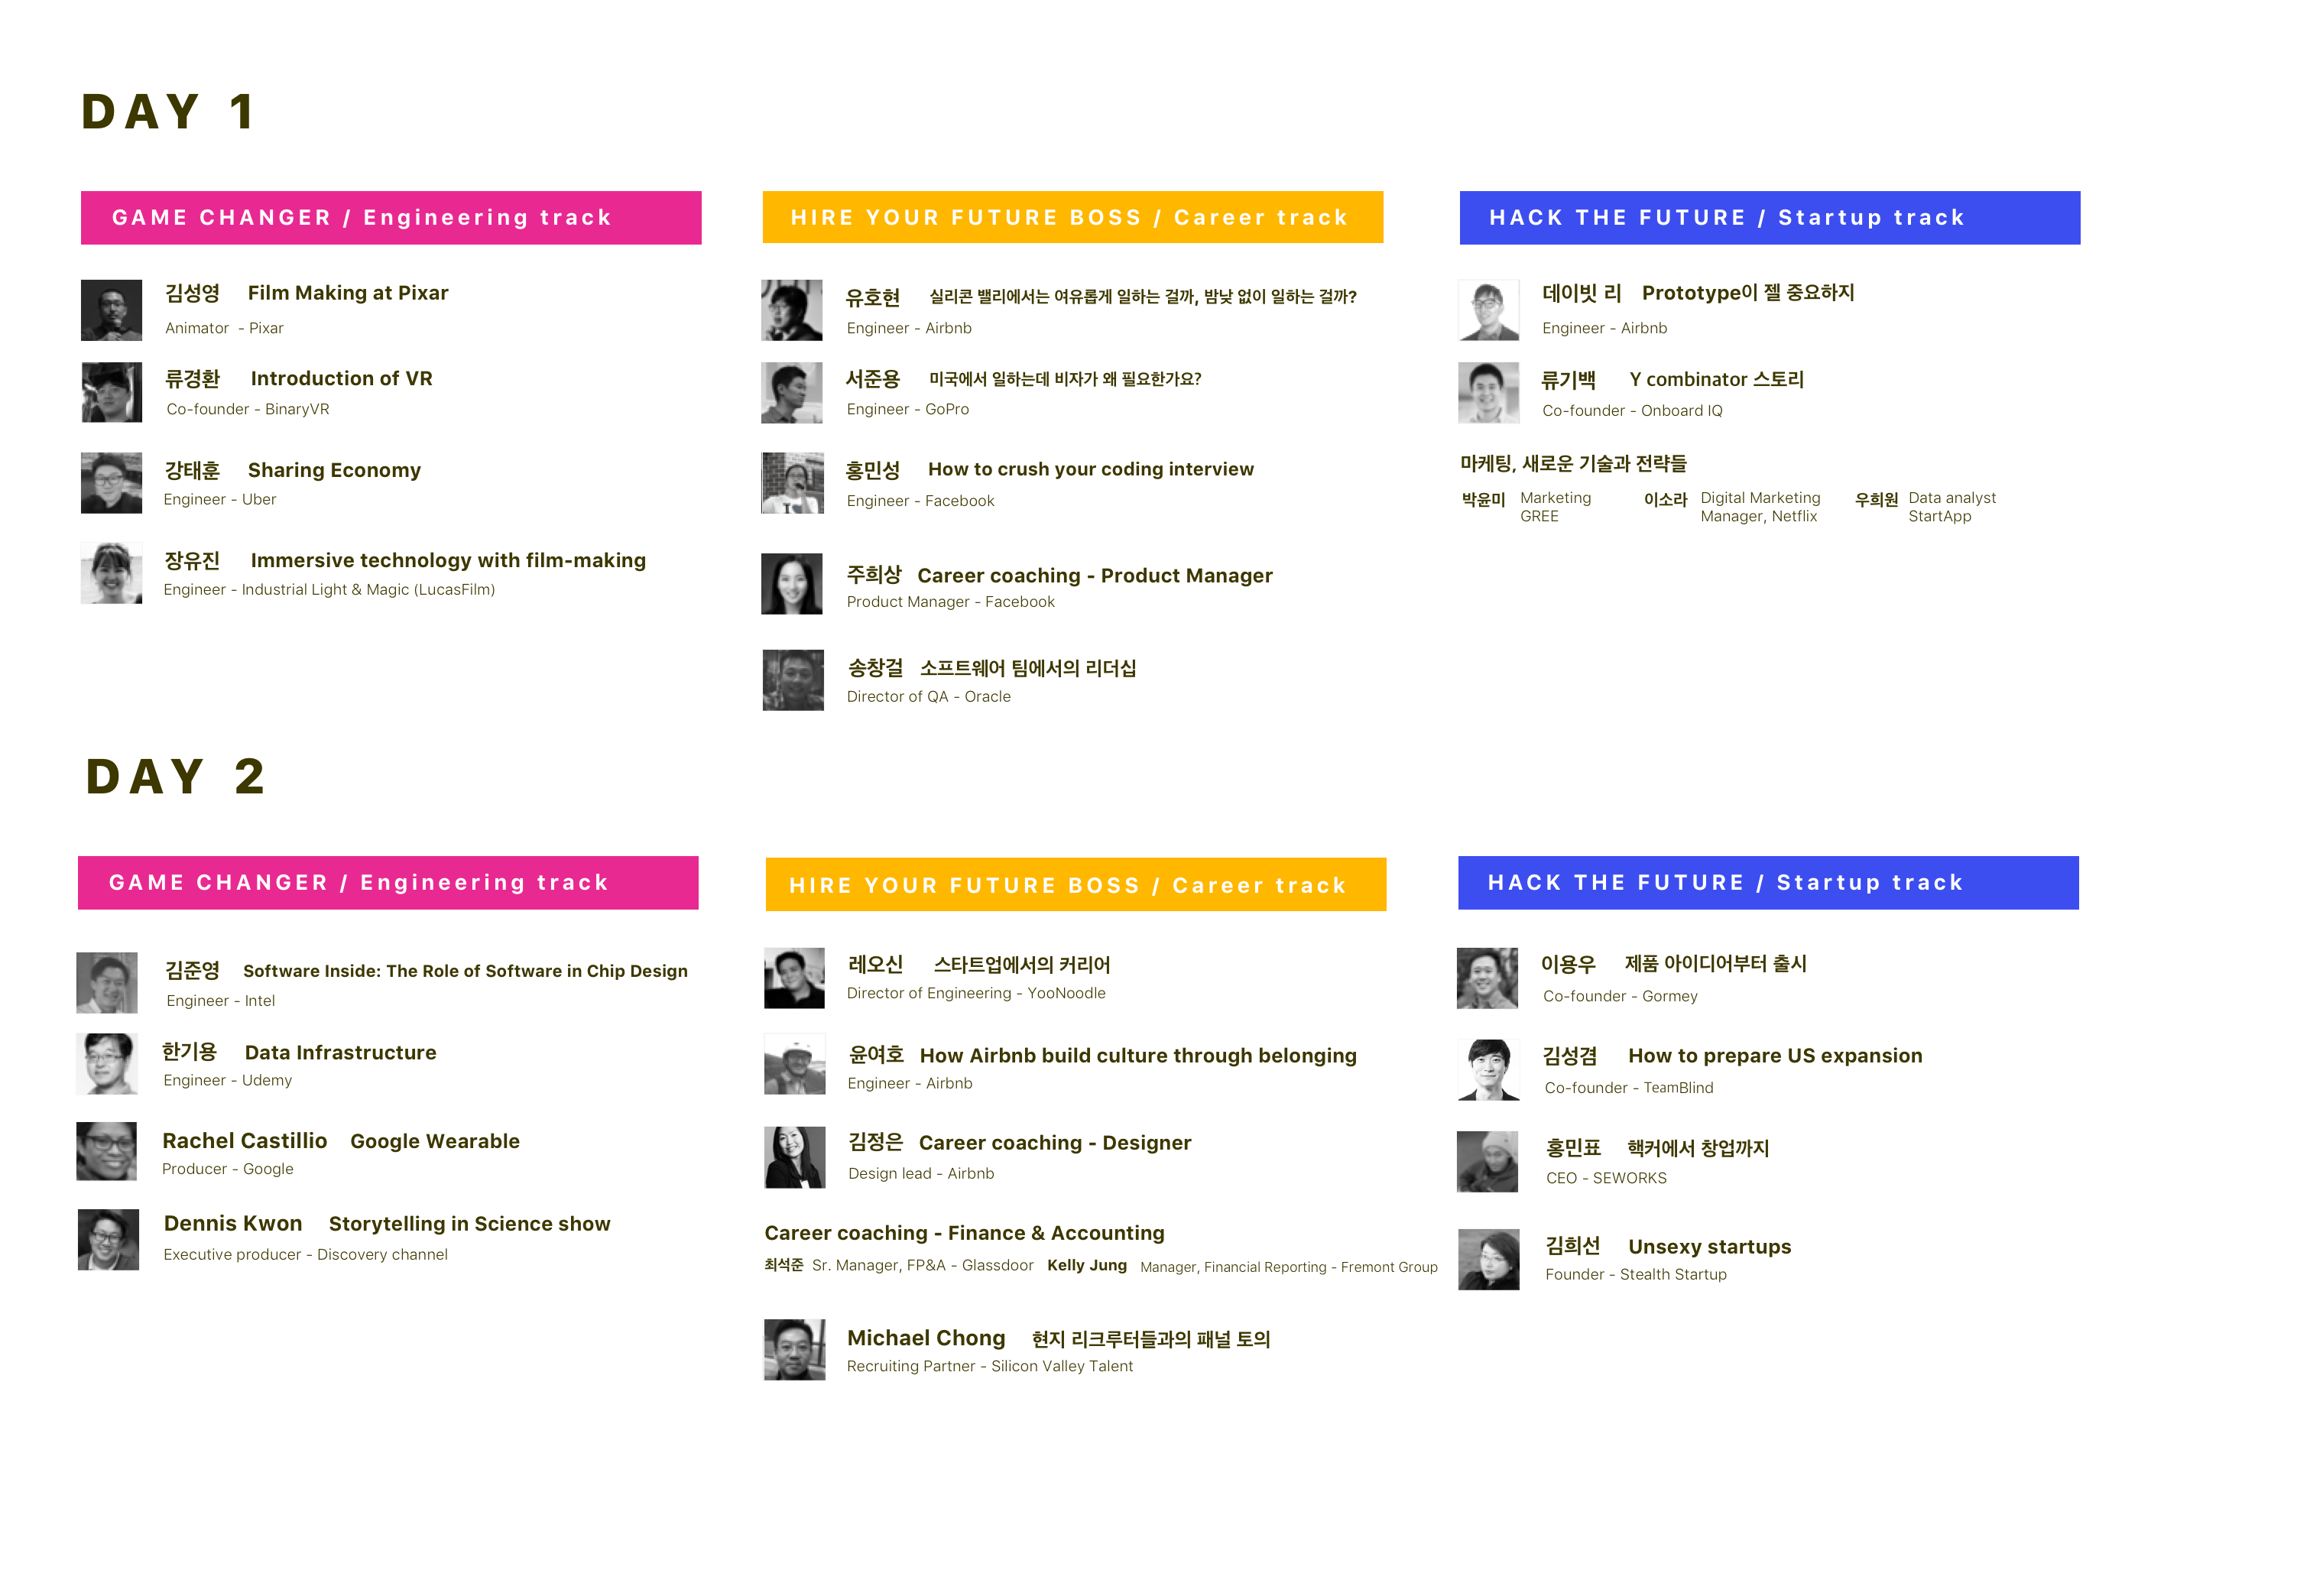 DAY 1
GAME CHANGER / Engineering track
김성영 Film Making at Pixar
Animator - Pixar
류경환 Introduction of VR
Co-founder - BinaryVR
강태훈 Sharing Economy
Engineer - Uber
장유진 Immersive technology with film-making
Engineer - Industrial Light & Magic (LucasFilm)
HIRE YOUR FUTURE BOSS / Career track
유호현 실리콘 밸리에서는 여유롭게 일하는 걸까, 밤낮 없이 일하는 걸까?
Engineer - Airbnb
서준용 미국에서 일하는데 비자가 왜 필요한가요?
Engineer - GoPro
홍민성 How to crush your coding interview
Engineer - Facebook
주희상 Career coaching - Product Manager
Product Manager - Facebook
송창걸 소프트웨어 팀에서의 리더십
Director of QA - Oracle
HACK THE FUTURE / Startup track
데이빗 리 Prototype이 젤 중요하지
Engineer - Airbnb
류기백 Y combinator 스토리
Co-founder - Onboard IQ
마케팅, 새로운 기술과 전략들
박윤미 Marketing
GREE
이소라 Digital Marketing
Manager, Netflix
우희원 Data analyst
StartApp
DAY 2
GAME CHANGER / Engineering track
김준영 Software Inside: The Role of Software in Chip Design
Engineer - Intel
한기용 Data Infrastructure
Engineer - Udemy
Rachel Castillio Google Wearable
Producer - Google
Dennis Kwon Storytelling in Science show
Executive producer - Discovery channel
HIRE YOUR FUTURE BOSS / Career track
레오신 스타트업에서의 커리어
Director of Engineering - YooNoodle
윤여호 How Airbnb build culture through belonging
Engineer - Airbnb
김정은 Career coaching - Designer
Design lead - Airbnb
Career coaching - Finance & Accounting
최석준 Sr. Manager, FP&A - Glassdoor Kelly Jung Manager, Financial Reporting - Fremont Group
Michael Chong 현지 리크루터들과의 패널 토의
Recruiting Partner - Silicon Valley Talent
HACK THE FUTURE / Startup track
이용우 제품 아이디어부터 출시
Co-founder - Gormey
김성겸 How to prepare US expansion
Co-founder - TeamBlind
홍민표 핵커에서 창업까지
CEO - SEWORKS
김희선 Unsexy startups
Founder - Stealth Startup